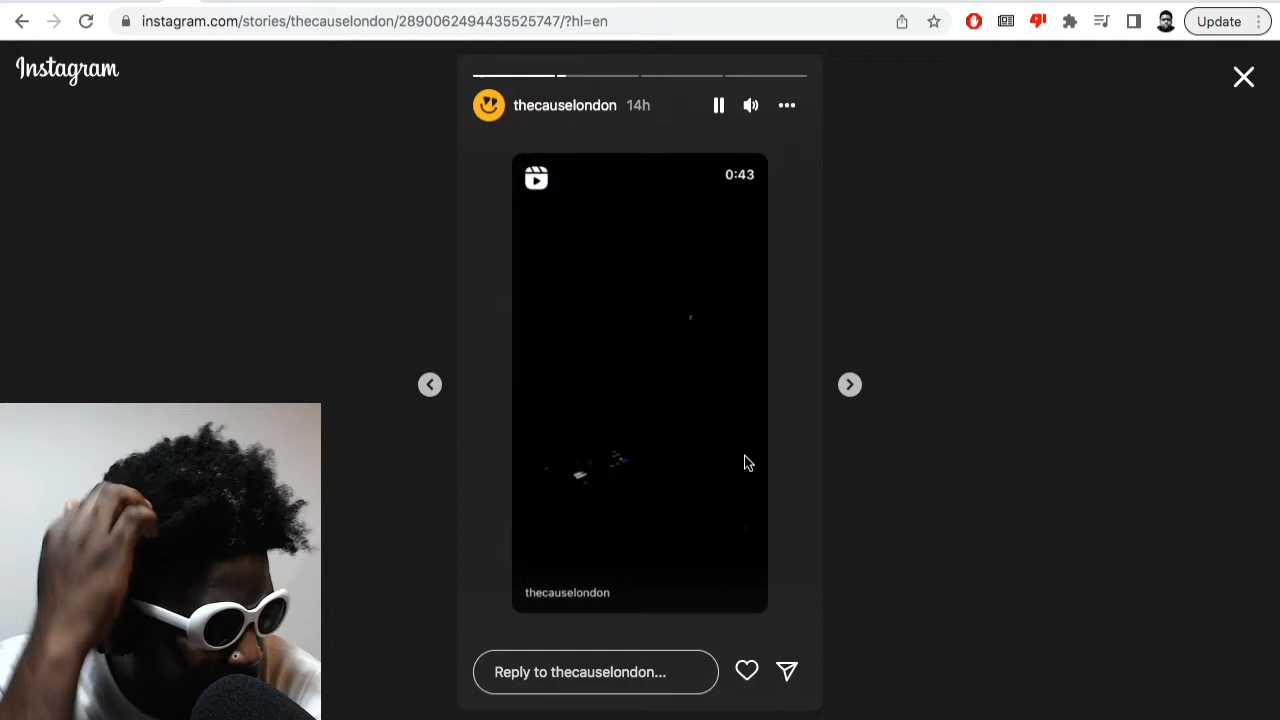 instagram.com/stories/thecauselondon/2890062494435525747/?hl=en
Update
Instagram
thecauselondon 14h
0:43
thecauselondon
Reply to thecauselondon...